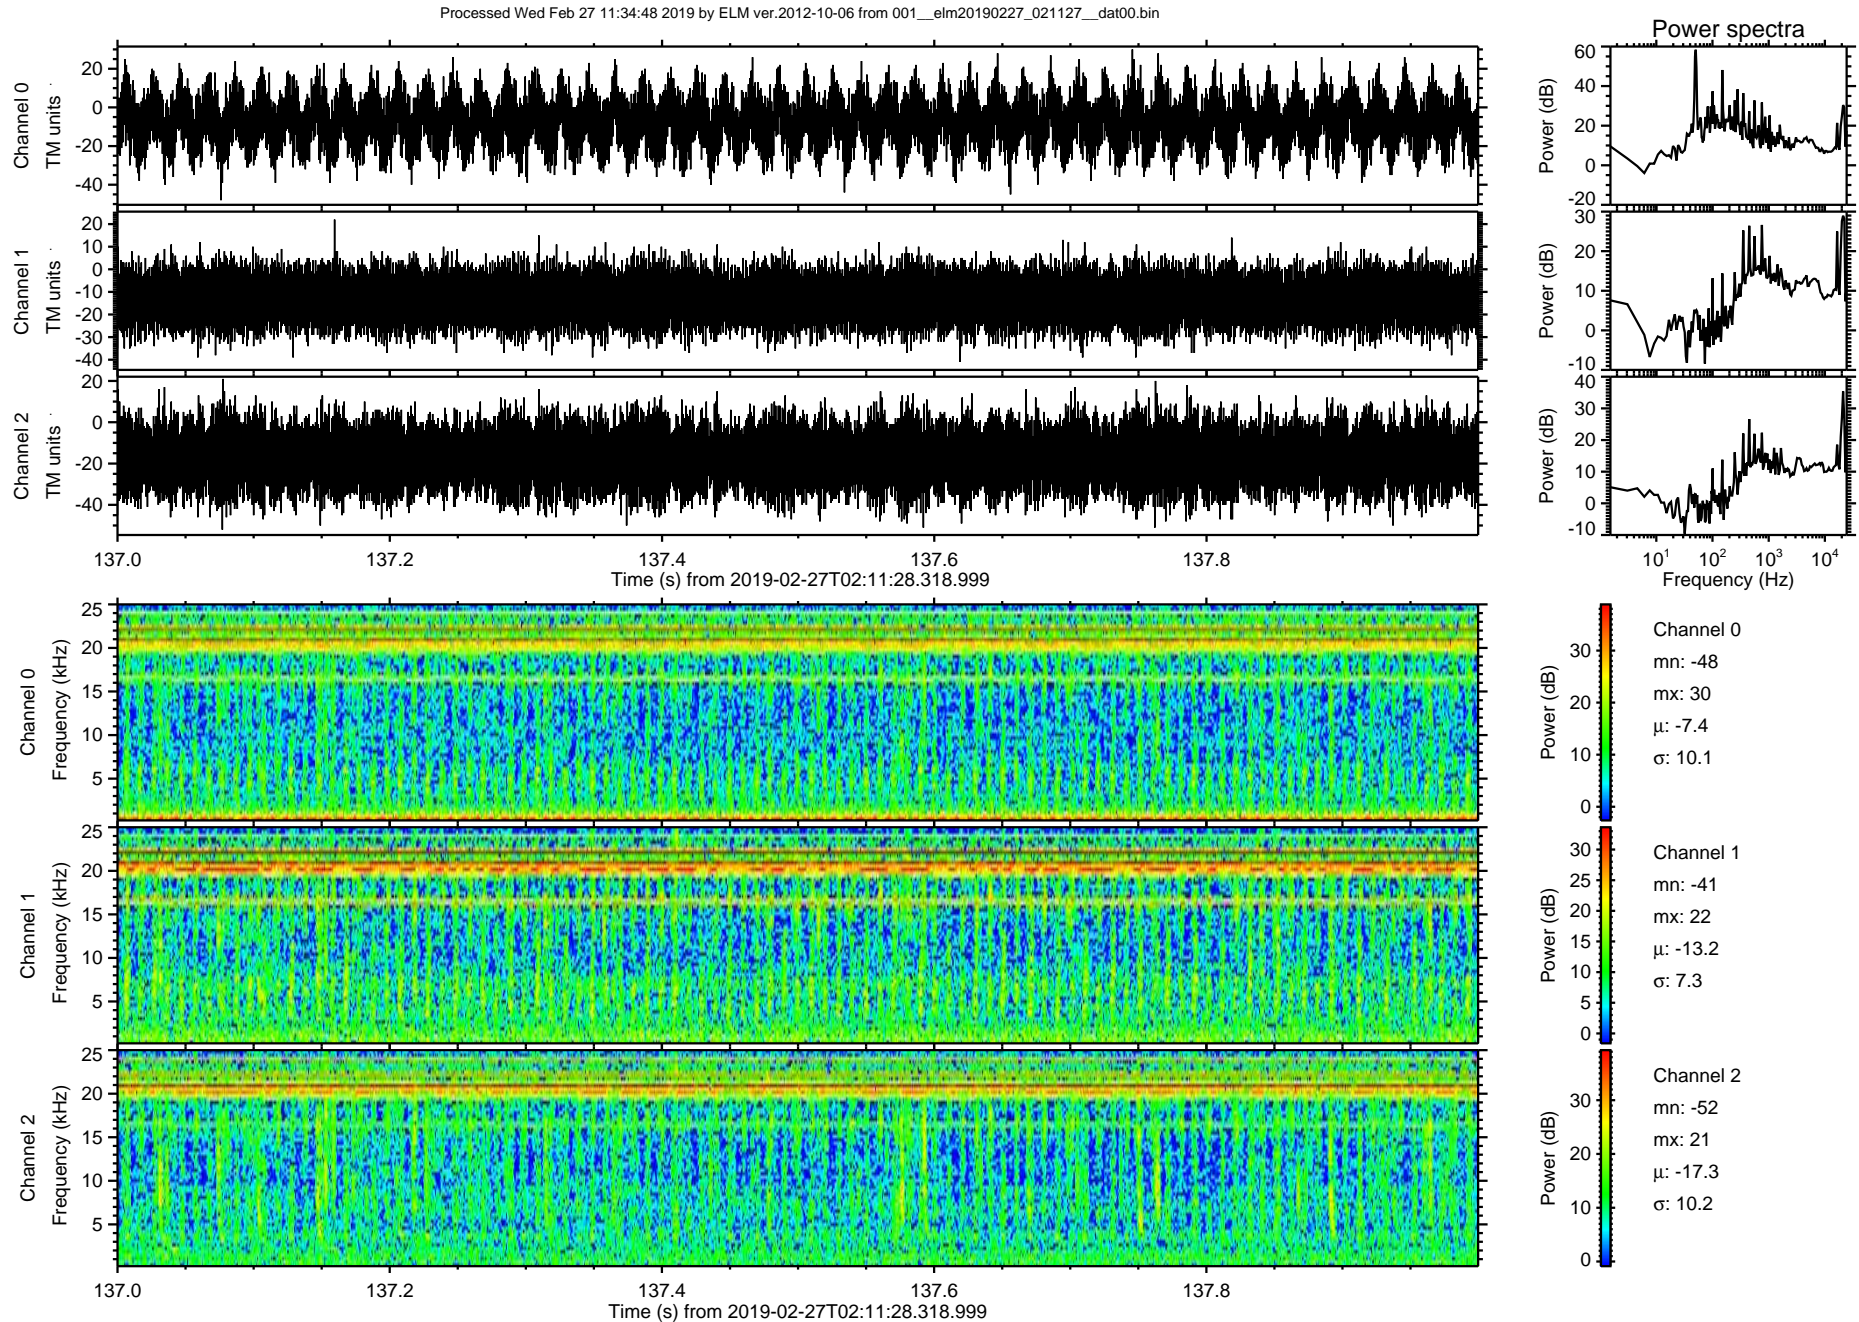 Processed Wed Feb 27 11:34:48 2019 by ELM ver.2012-10-06 from 001__elm20190227_021127__dat00.bin
Power spectra
Channel 0
TM units
20
0
-20
-40
Power (dB)
60
40
20
0
-20
Channel 1
TM units
20
10
0
-10
-20
-30
-40
Power (dB)
30
20
10
0
-10
Channel 2
TM units
20
0
-20
-40
Power (dB)
40
30
20
10
0
-10
137.0 137.2 137.4 137.6 137.8
Time (s) from 2019-02-27T02:11:28.318.999
10¹ 10² 10³ 10⁴
Frequency (Hz)
Channel 0
Frequency (kHz)
25
20
15
10
5
Power (dB)
30
20
10
0
Channel 0
mn: -48
mx: 30
μ: -7.4
σ: 10.1
Channel 1
Frequency (kHz)
25
20
15
10
5
Power (dB)
30
25
20
15
10
5
0
Channel 1
mn: -41
mx: 22
μ: -13.2
σ: 7.3
Channel 2
Frequency (kHz)
25
20
15
10
5
Power (dB)
30
20
10
0
Channel 2
mn: -52
mx: 21
μ: -17.3
σ: 10.2
137.0 137.2 137.4 137.6 137.8
Time (s) from 2019-02-27T02:11:28.318.999